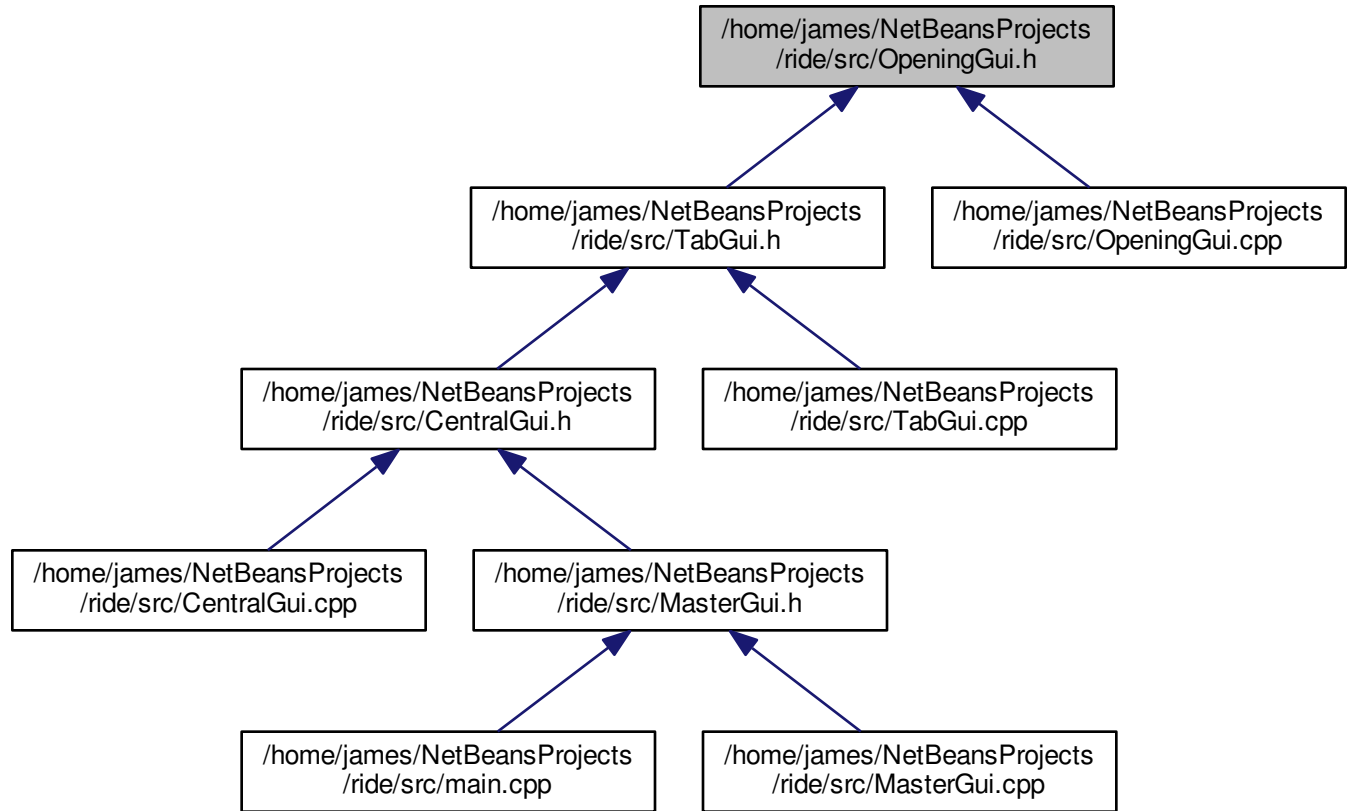 /home/james/NetBeansProjects
/ride/src/OpeningGui.h
/home/james/NetBeansProjects
/ride/src/TabGui.h
/home/james/NetBeansProjects
/ride/src/OpeningGui.cpp
/home/james/NetBeansProjects
/ride/src/CentralGui.h
/home/james/NetBeansProjects
/ride/src/TabGui.cpp
/home/james/NetBeansProjects
/ride/src/CentralGui.cpp
/home/james/NetBeansProjects
/ride/src/MasterGui.h
/home/james/NetBeansProjects
/ride/src/main.cpp
/home/james/NetBeansProjects
/ride/src/MasterGui.cpp